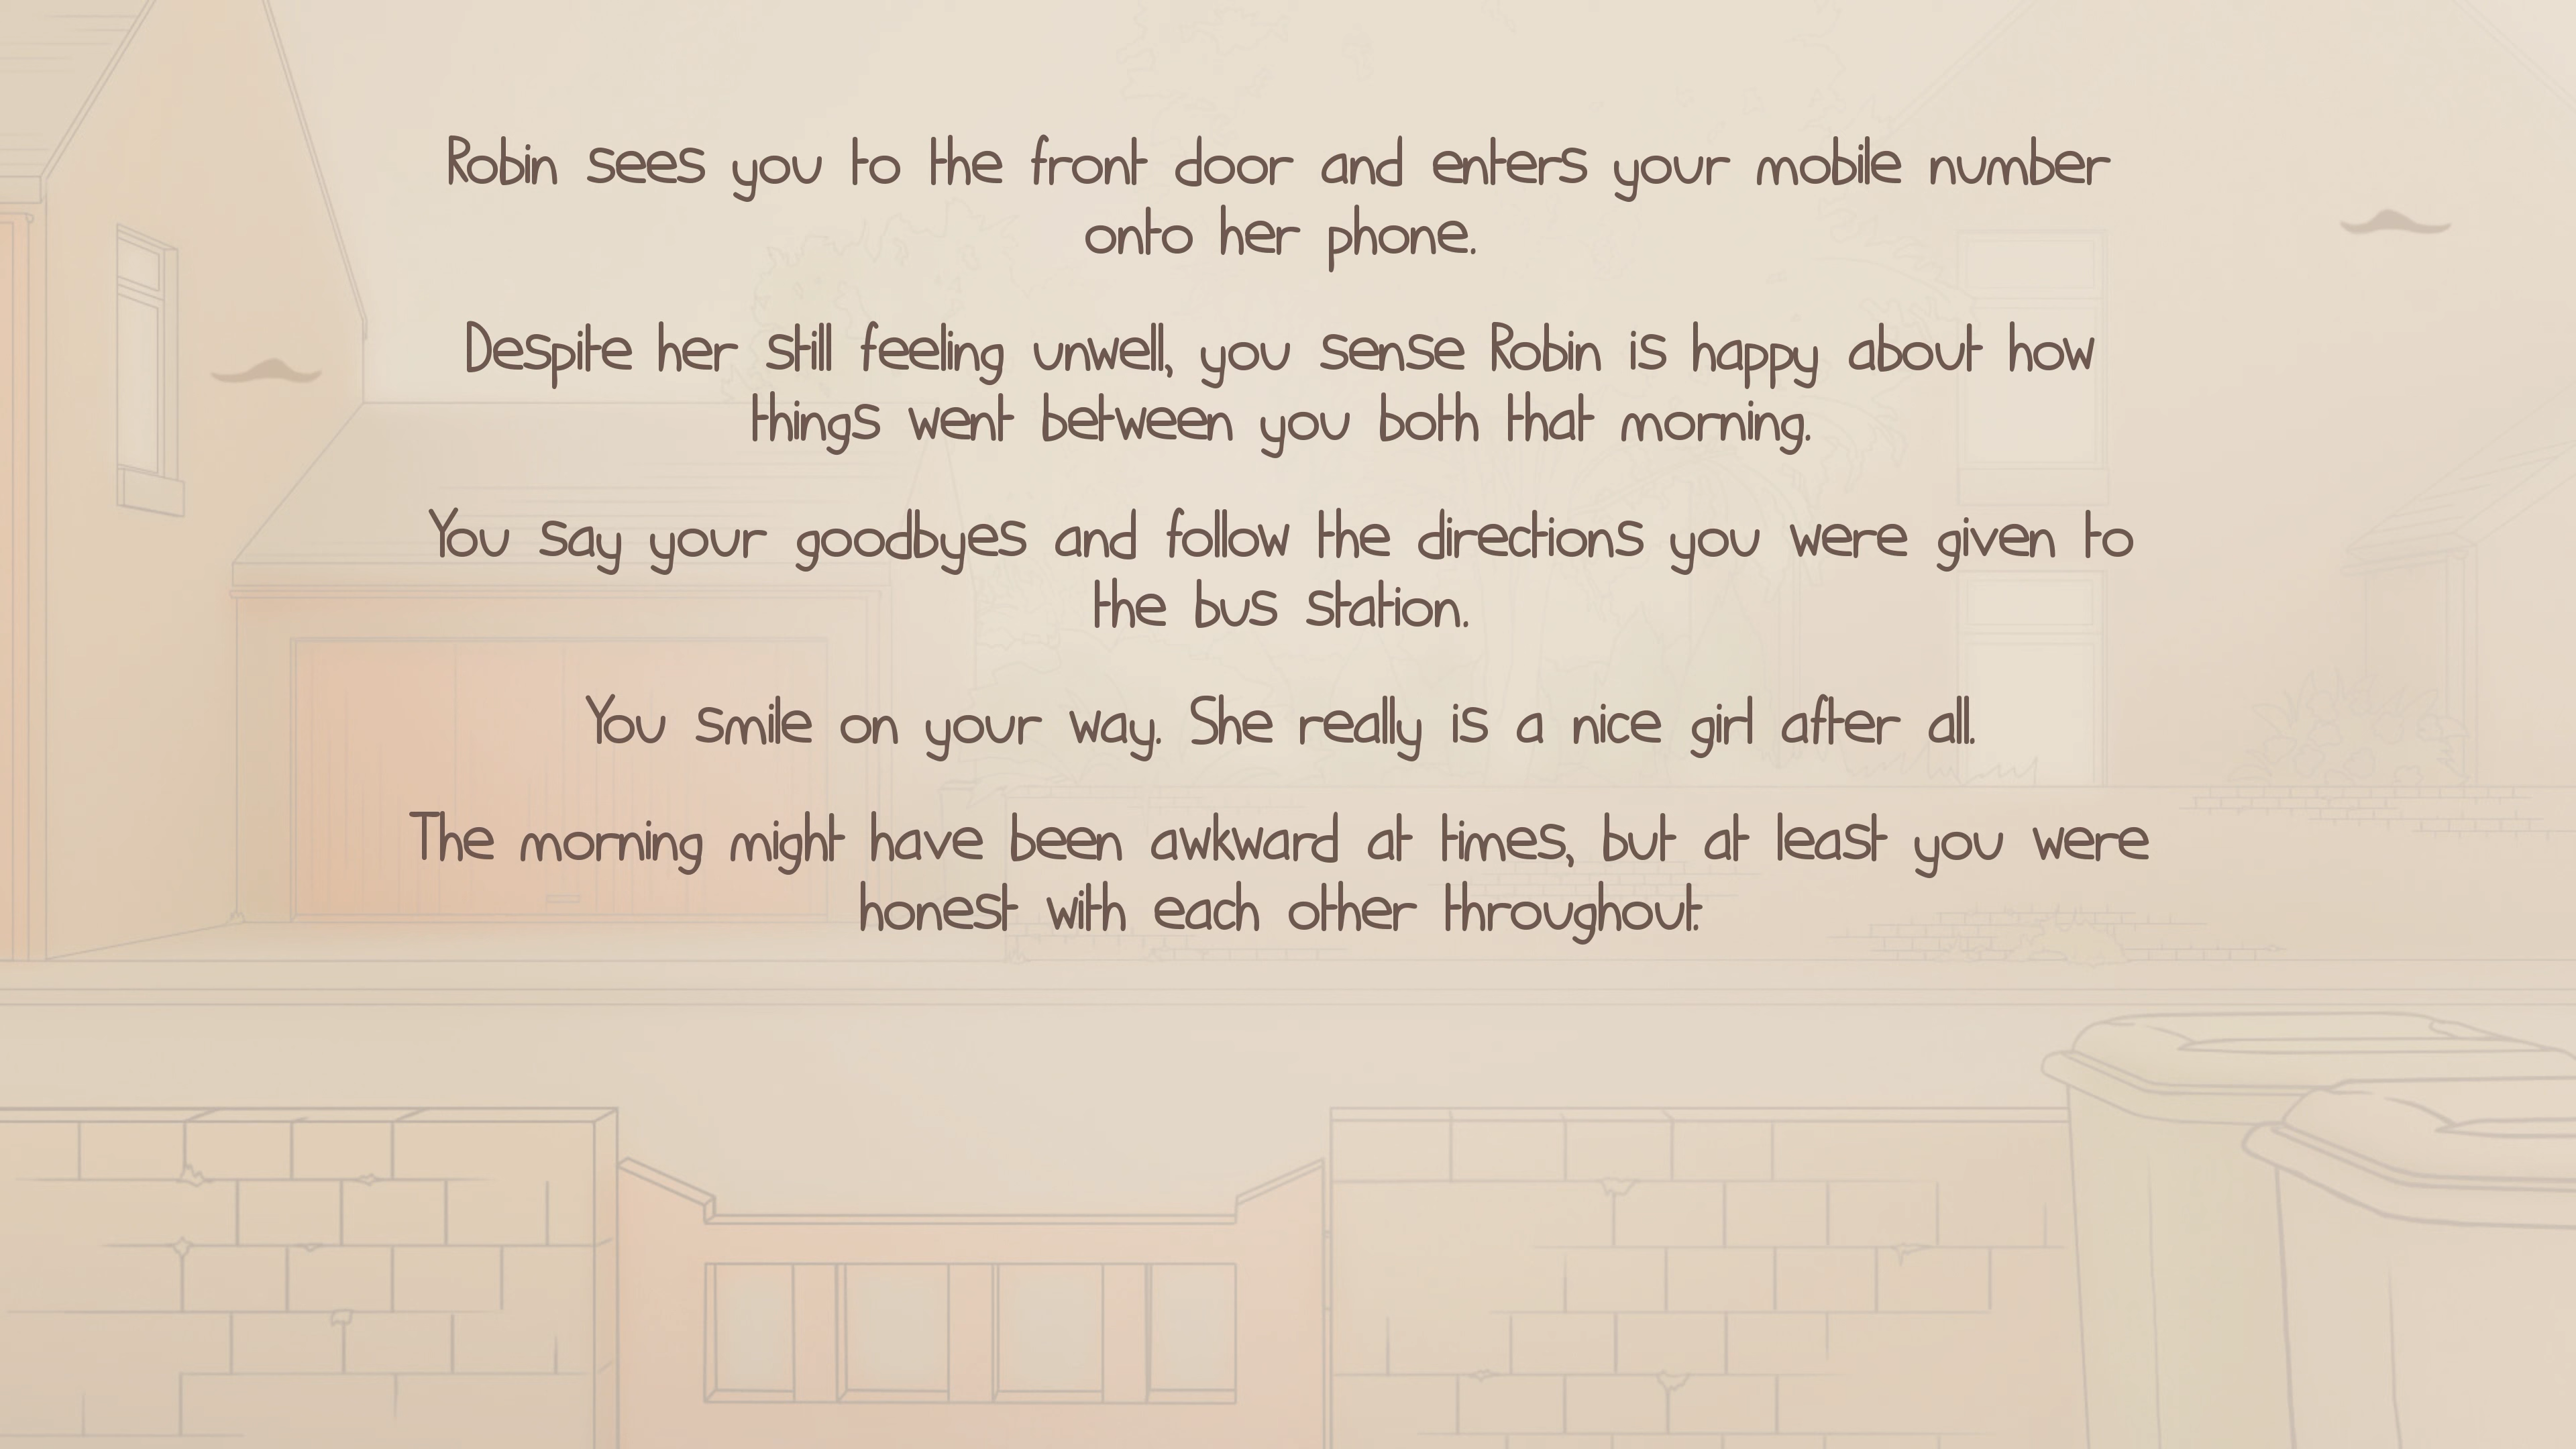 Robin sees you to the front door and enters your mobile number
onto her phone.
Despite her still feeling unwell, you sense Robin is happy about how
things went between you both that morning.
You say your goodbyes and follow the directions you were given to
the bus station.
You smile on your way. She really is a nice girl after all.
The morning might have been awkward at times, but at least you were
honest with each other throughout.